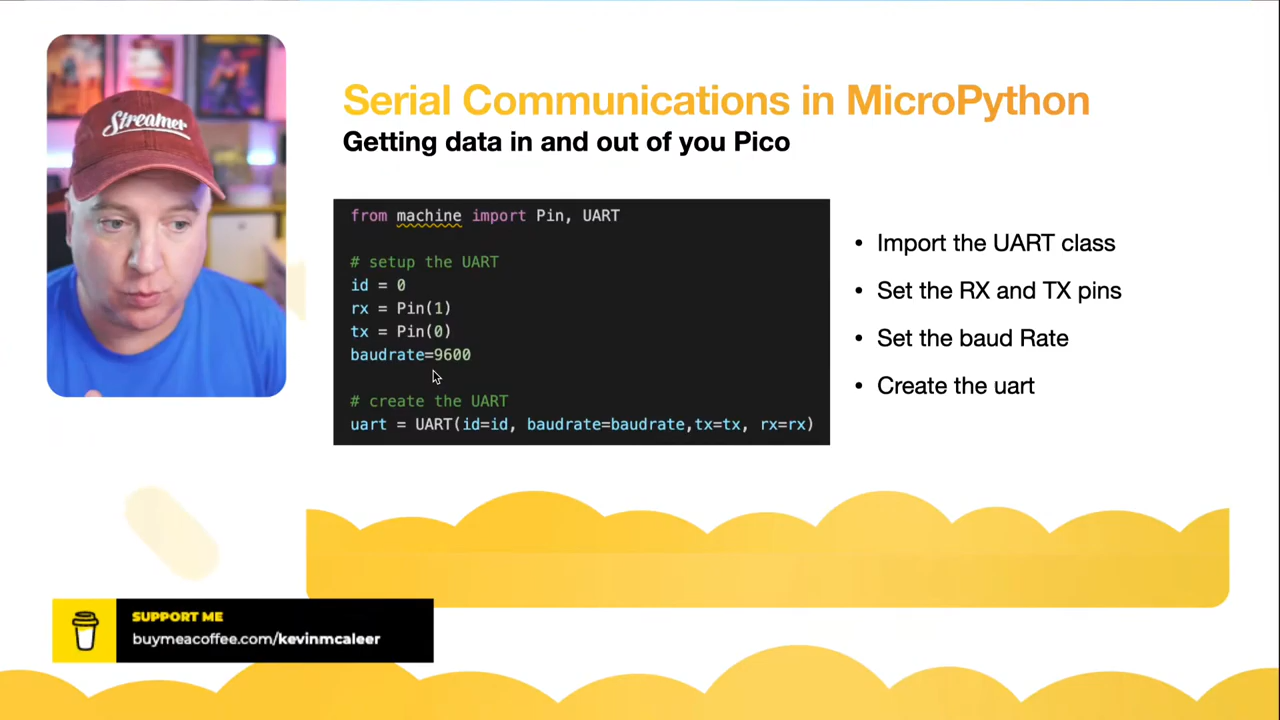 Streamer
Serial Communications in MicroPython
Getting data in and out of you Pico
from machine import Pin, UART
# setup the UART
id = 0
rx = Pin(1)
tx = Pin(0)
baudrate=9600
# create the UART
uart = UART(id=id, baudrate=baudrate,tx=tx, rx=rx)
• Import the UART class
• Set the RX and TX pins
• Set the baud Rate
• Create the uart
SUPPORT ME
buymeacoffee.com/kevinmcaleer